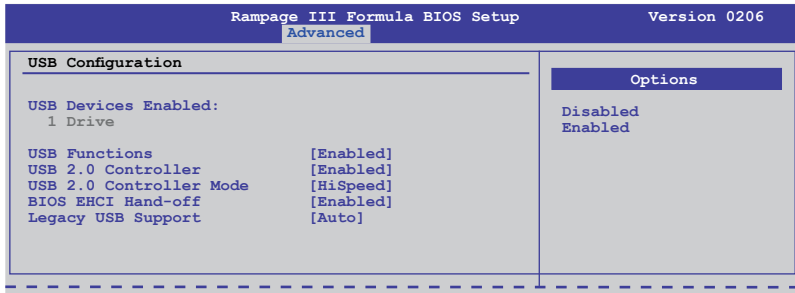 Rampage III Formula BIOS Setup Version 0206
Advanced
USB Configuration
Options
USB Devices Enabled:
1 Drive
Disabled
Enabled
USB Functions [Enabled]
USB 2.0 Controller [Enabled]
USB 2.0 Controller Mode [HiSpeed]
BIOS EHCI Hand-off [Enabled]
Legacy USB Support [Auto]